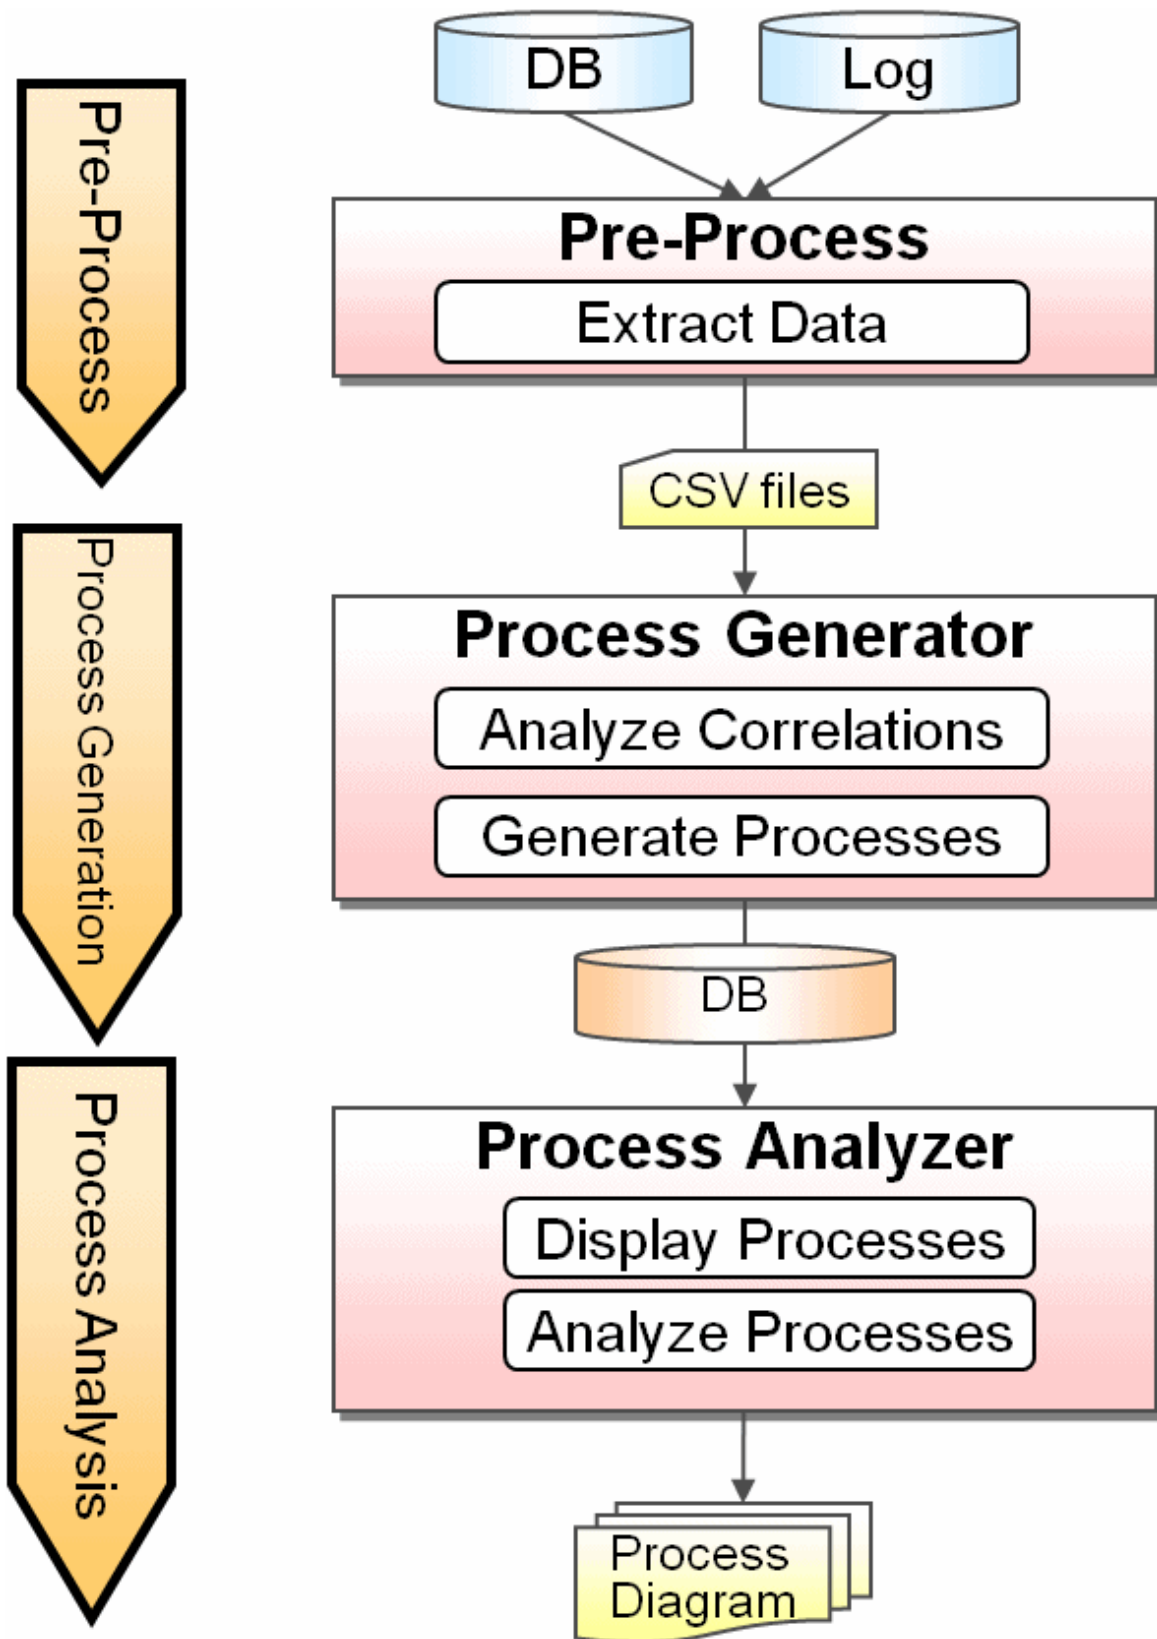 DB
Log
Pre-Process
Pre-Process
Extract Data
CSV files
Process Generation
Process Generator
Analyze Correlations
Generate Processes
DB
Process Analysis
Process Analyzer
Display Processes
Analyze Processes
Process
Diagram